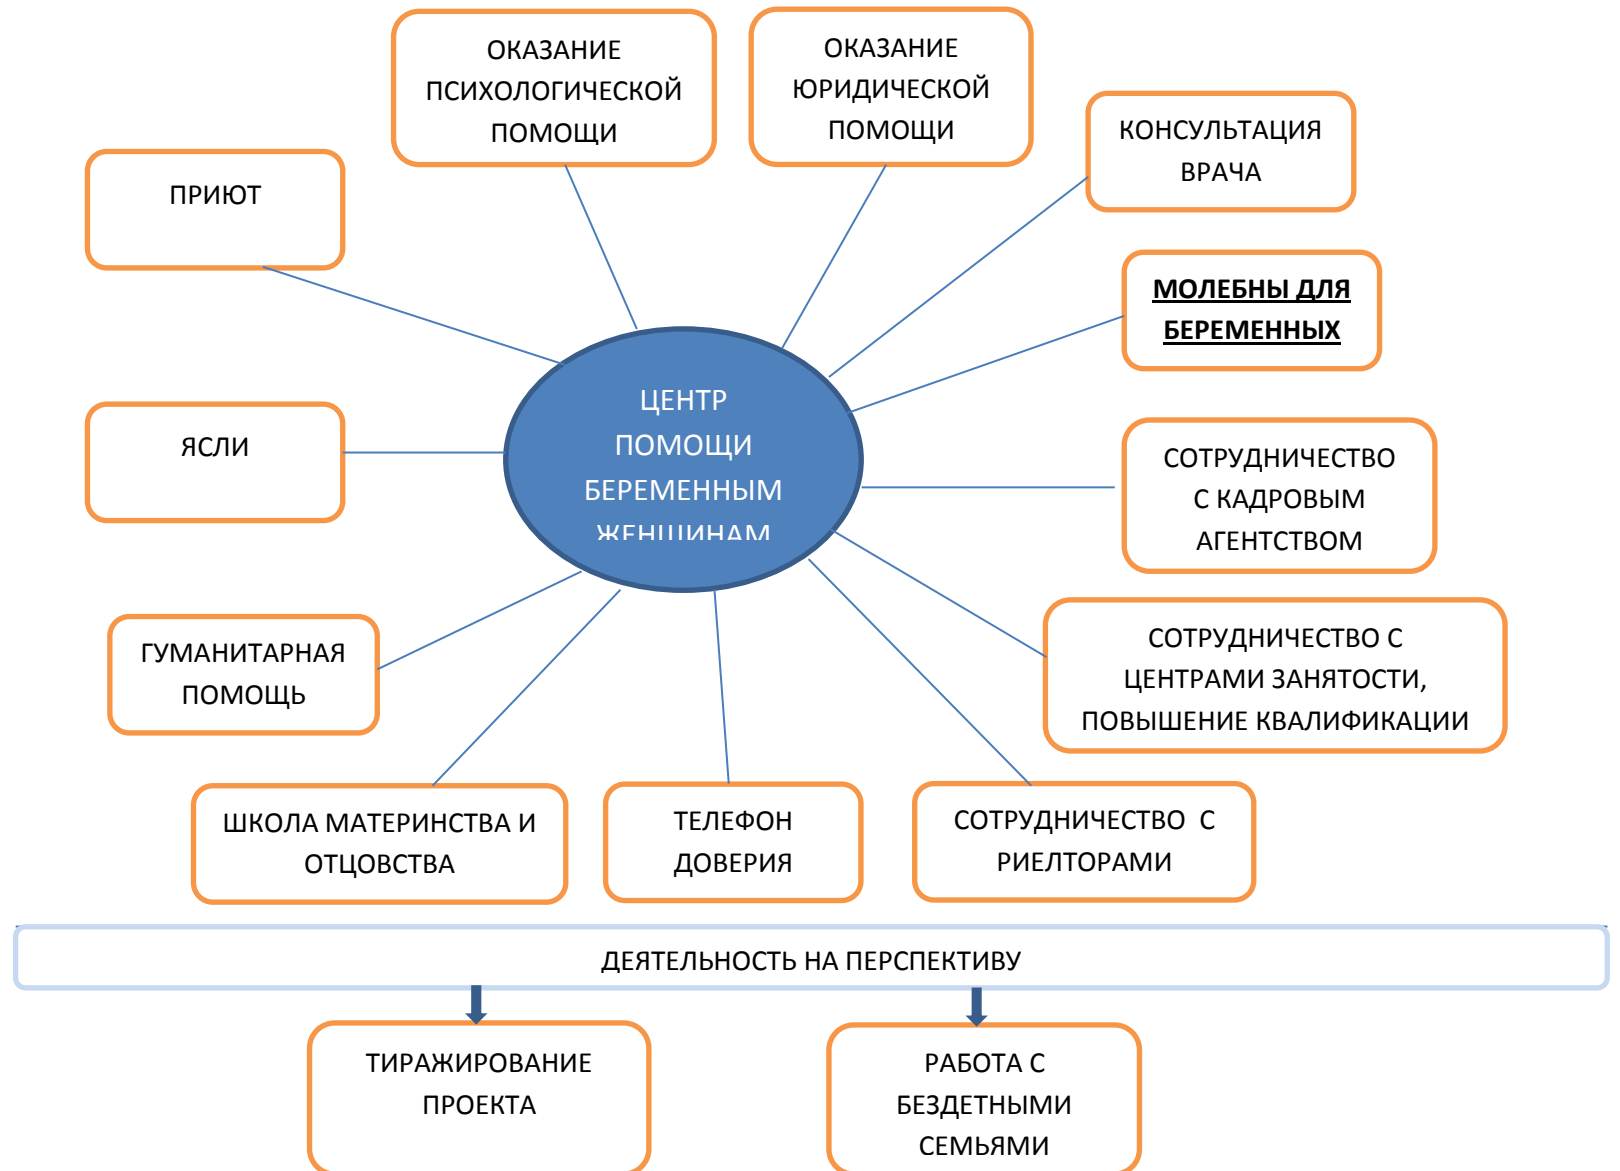 ОКАЗАНИЕ
ПСИХОЛОГИЧЕСКОЙ
ПОМОЩИ
ОКАЗАНИЕ
ЮРИДИЧЕСКОЙ
ПОМОЩИ
КОНСУЛЬТАЦИЯ
ВРАЧА
ПРИЮТ
МОЛЕБНЫ ДЛЯ
БЕРЕМЕННЫХ
ЦЕНТР
ПОМОЩИ
БЕРЕМЕННЫМ
ЖЕНЩИНАМ
ЯСЛИ
СОТРУДНИЧЕСТВО
С КАДРОВЫМ
АГЕНТСТВОМ
ГУМАНИТАРНАЯ
ПОМОЩЬ
СОТРУДНИЧЕСТВО С
ЦЕНТРАМИ ЗАНЯТОСТИ,
ПОВЫШЕНИЕ КВАЛИФИКАЦИИ
ШКОЛА МАТЕРИНСТВА И
ОТЦОВСТВА
ТЕЛЕФОН
ДОВЕРИЯ
СОТРУДНИЧЕСТВО С
РИЕЛТОРАМИ
ДЕЯТЕЛЬНОСТЬ НА ПЕРСПЕКТИВУ
ТИРАЖИРОВАНИЕ
ПРОЕКТА
РАБОТА С
БЕЗДЕТНЫМИ
СЕМЬЯМИ